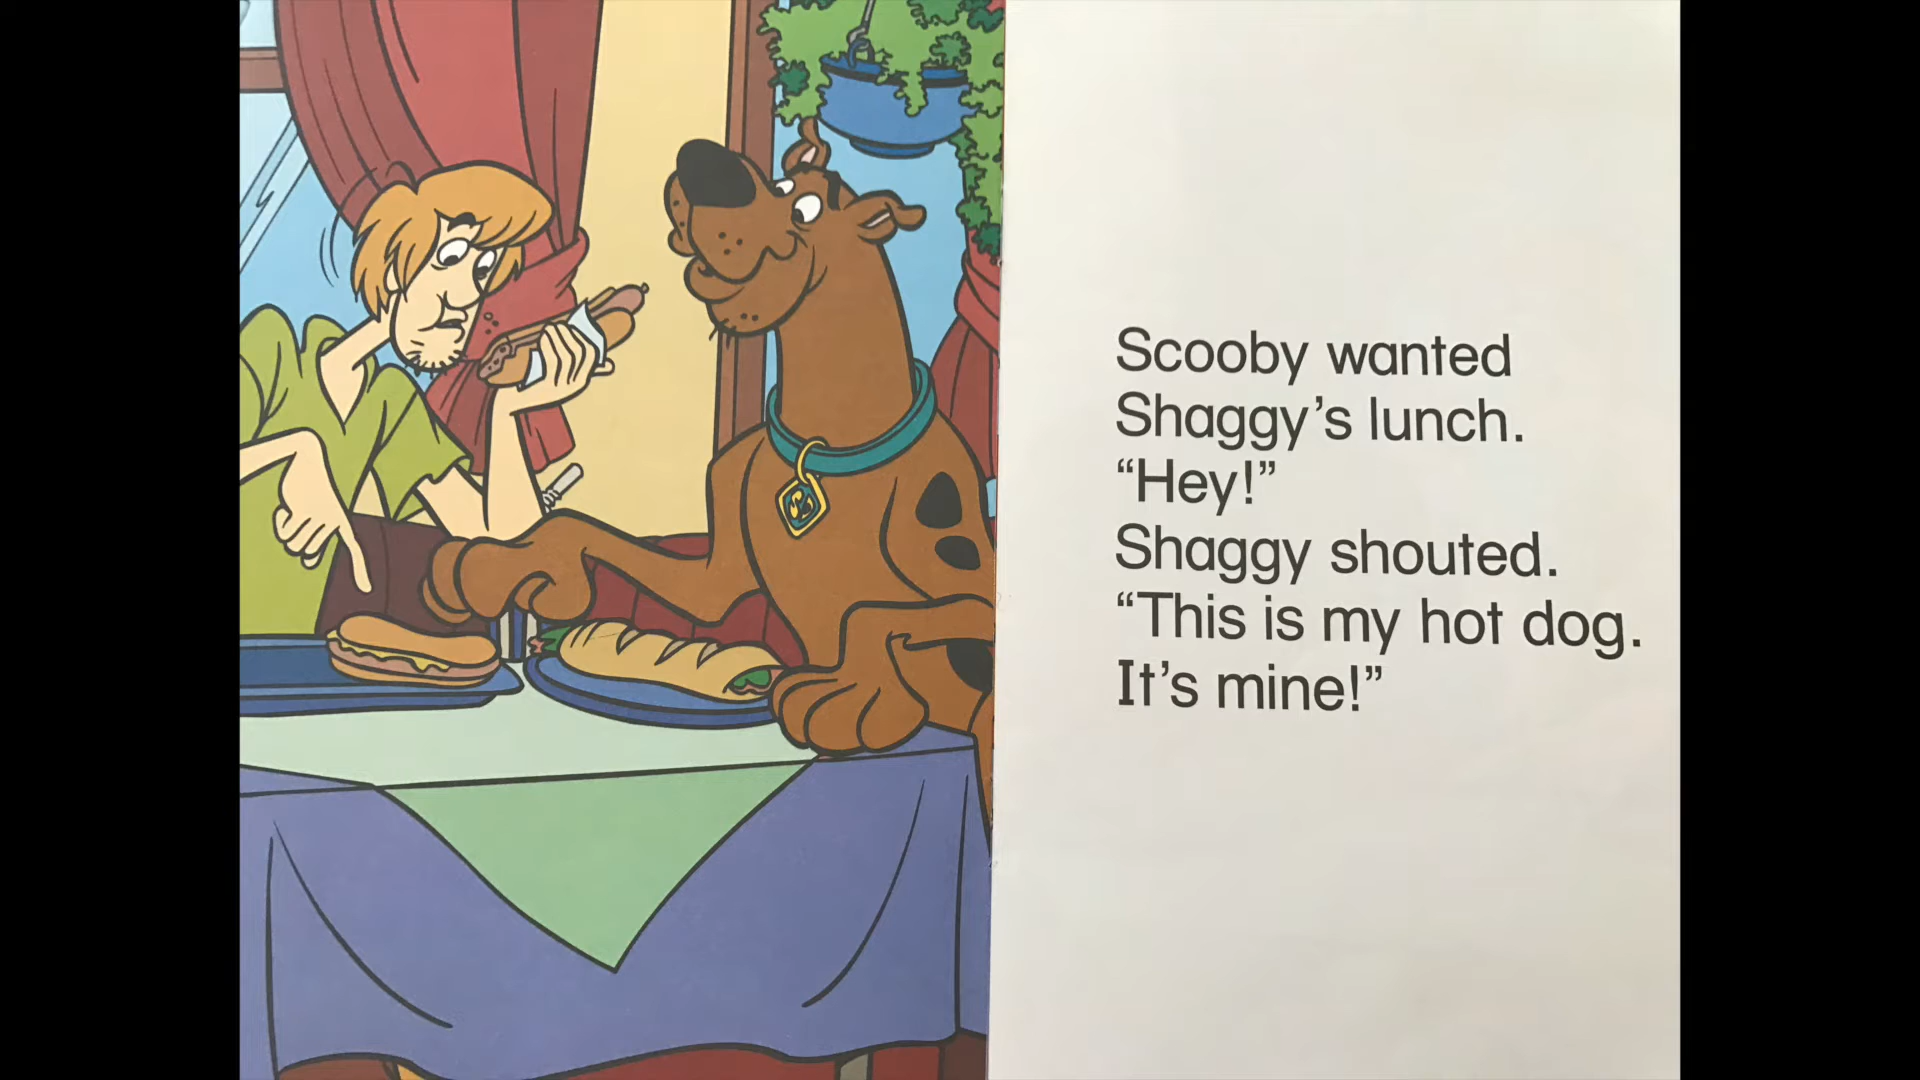 Scooby wanted
Shaggy’s lunch.
“Hey!”
Shaggy shouted.
“This is my hot dog.
It’s mine!”